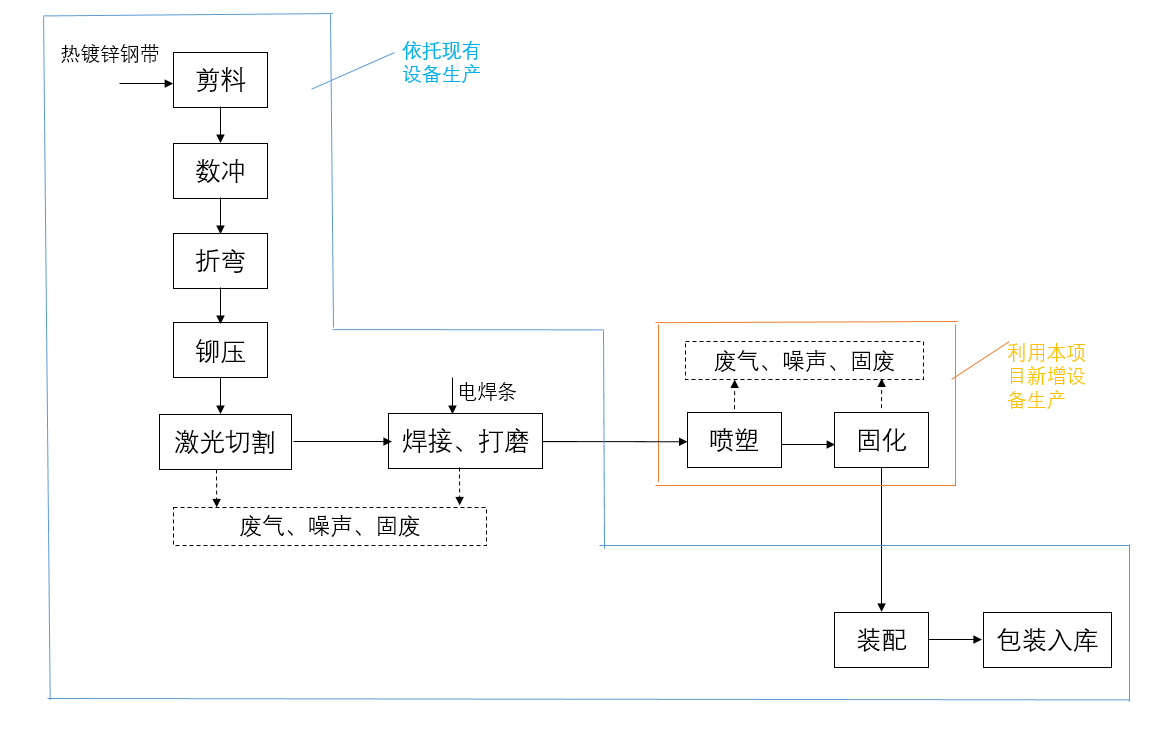 热镀锌钢带
剪料
依托现有
设备生产
数冲
折弯
铆压
激光切割
电焊条
焊接、打磨
废气、噪声、固废
废气、噪声、固废
喷塑
固化
利用本项
目新增设
备生产
装配
包装入库